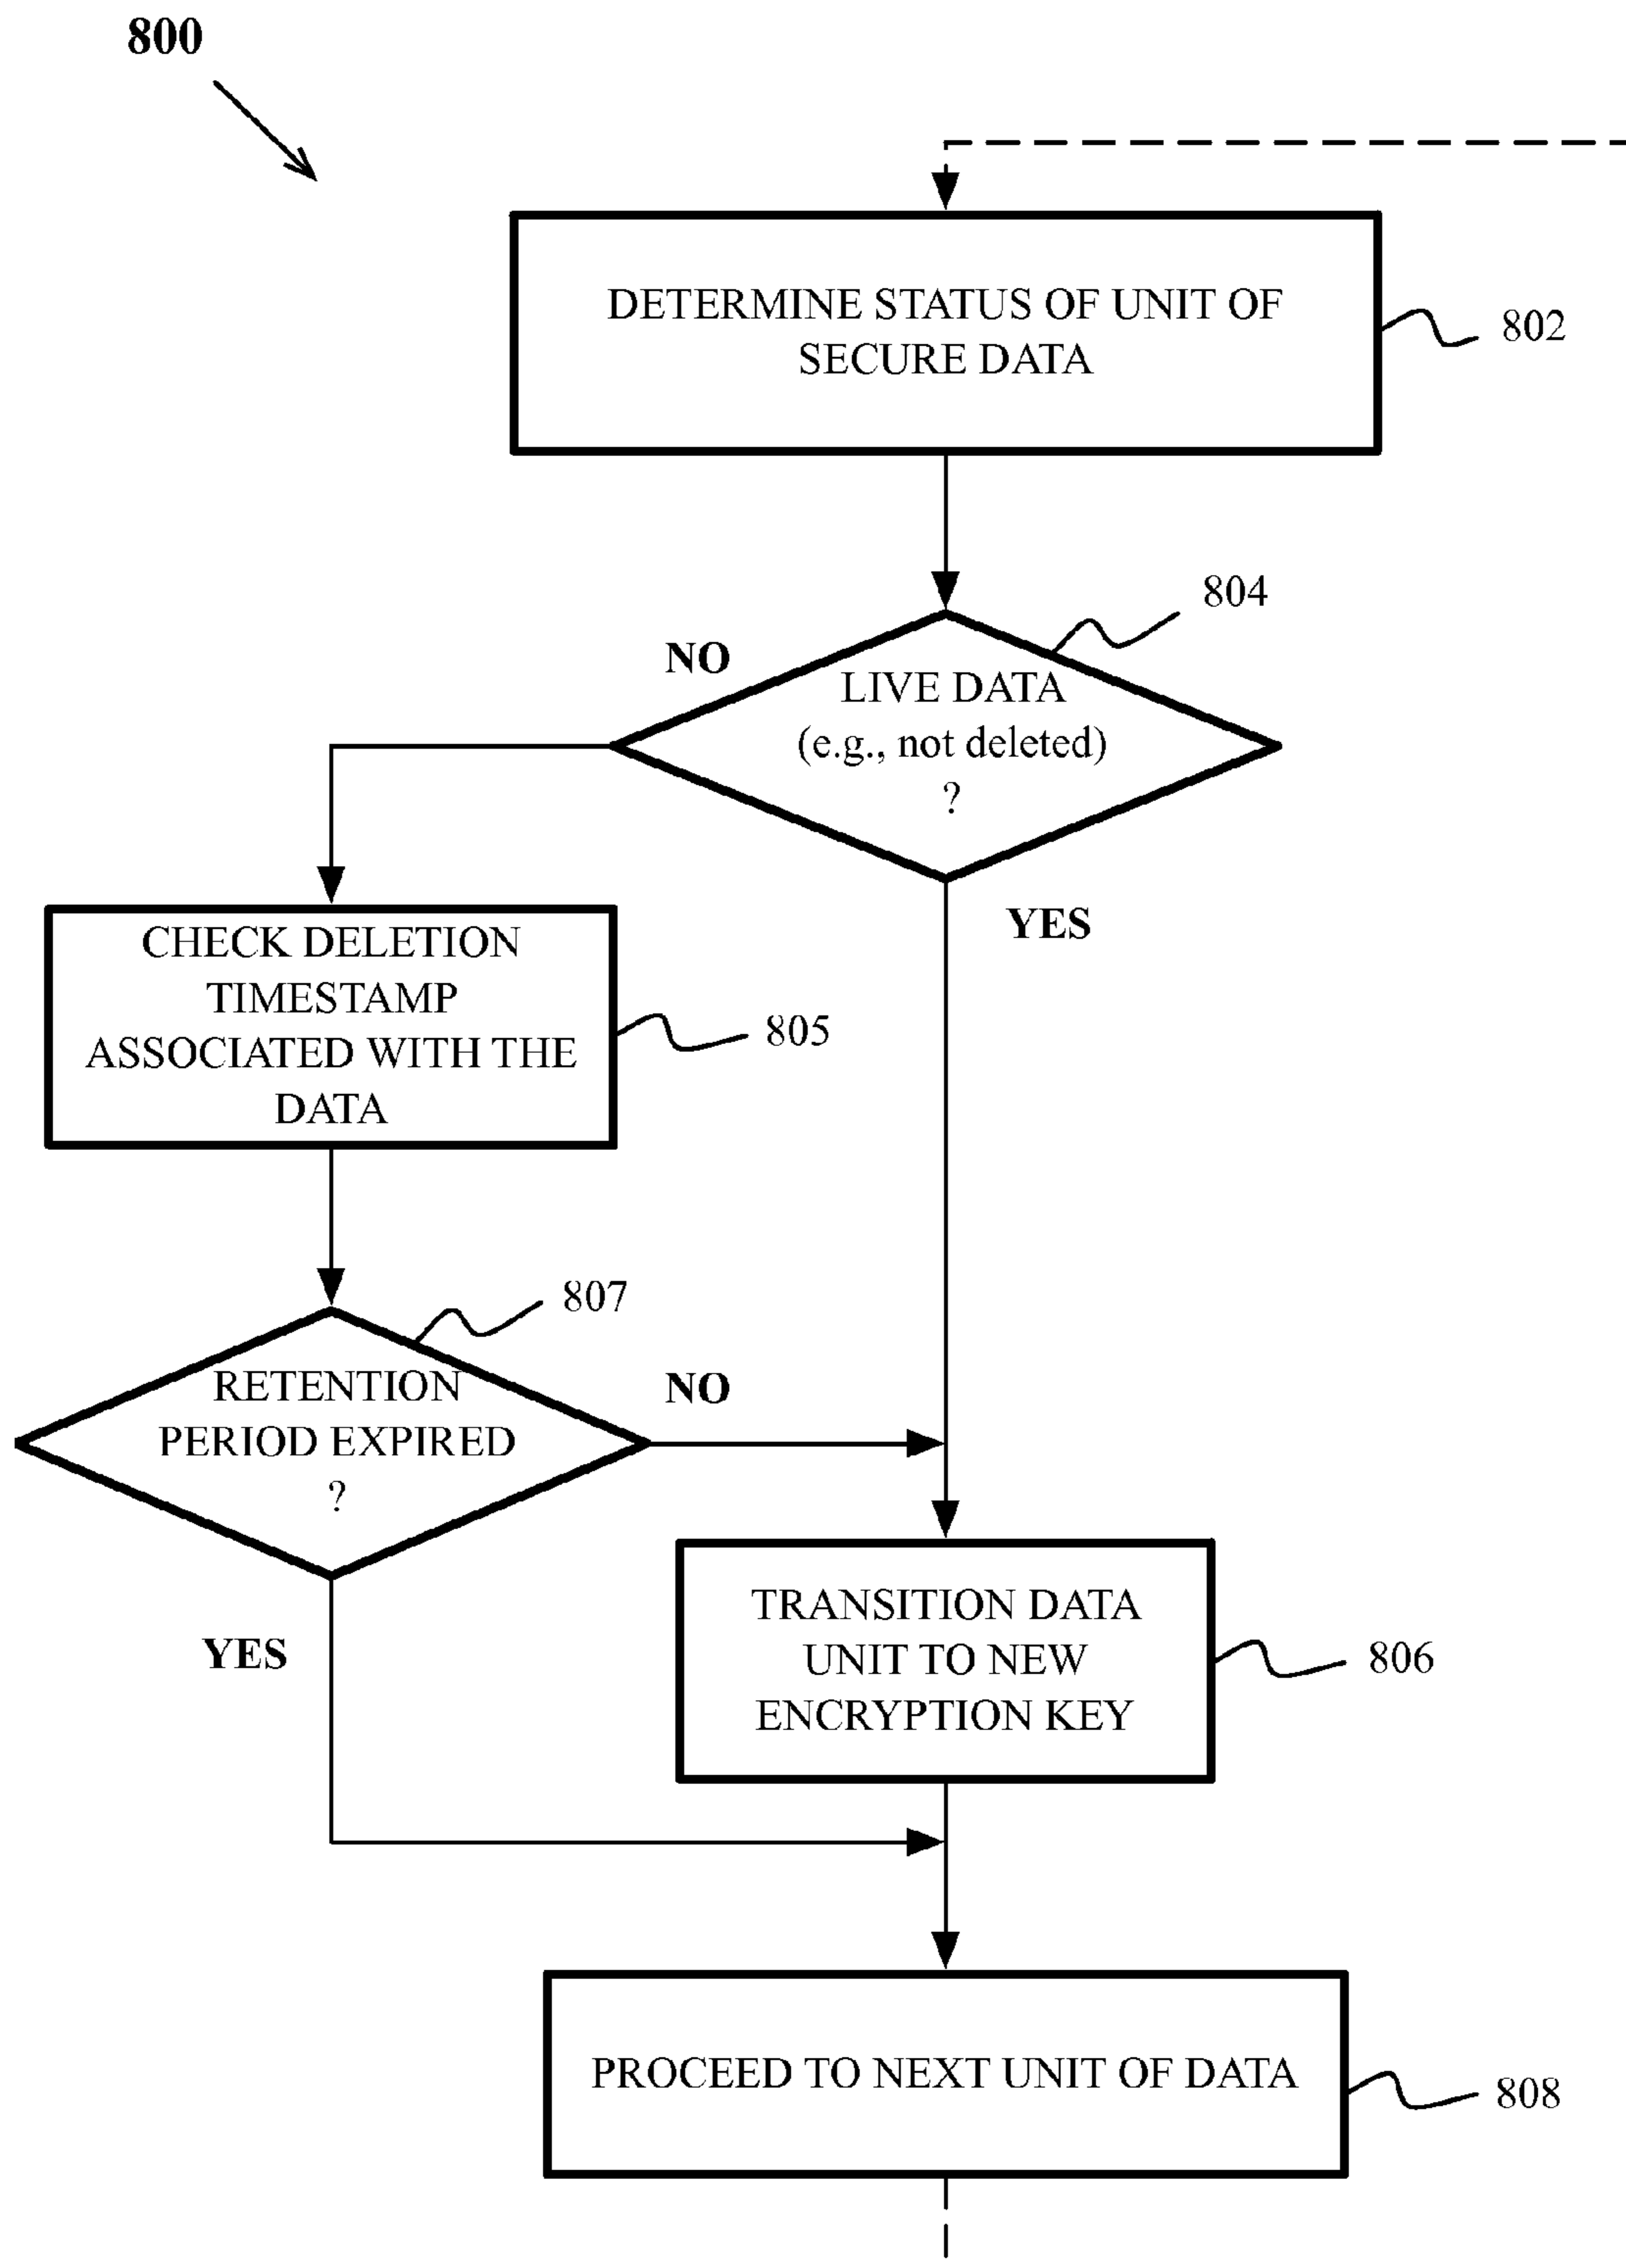 800
DETERMINE STATUS OF UNIT OF
SECURE DATA
802
804
NO
LIVE DATA
(e.g., not deleted)
?
YES
CHECK DELETION
TIMESTAMP
ASSOCIATED WITH THE
DATA
805
807
RETENTION
PERIOD EXPIRED
?
NO
YES
TRANSITION DATA
UNIT TO NEW
ENCRYPTION KEY
806
PROCEED TO NEXT UNIT OF DATA
808